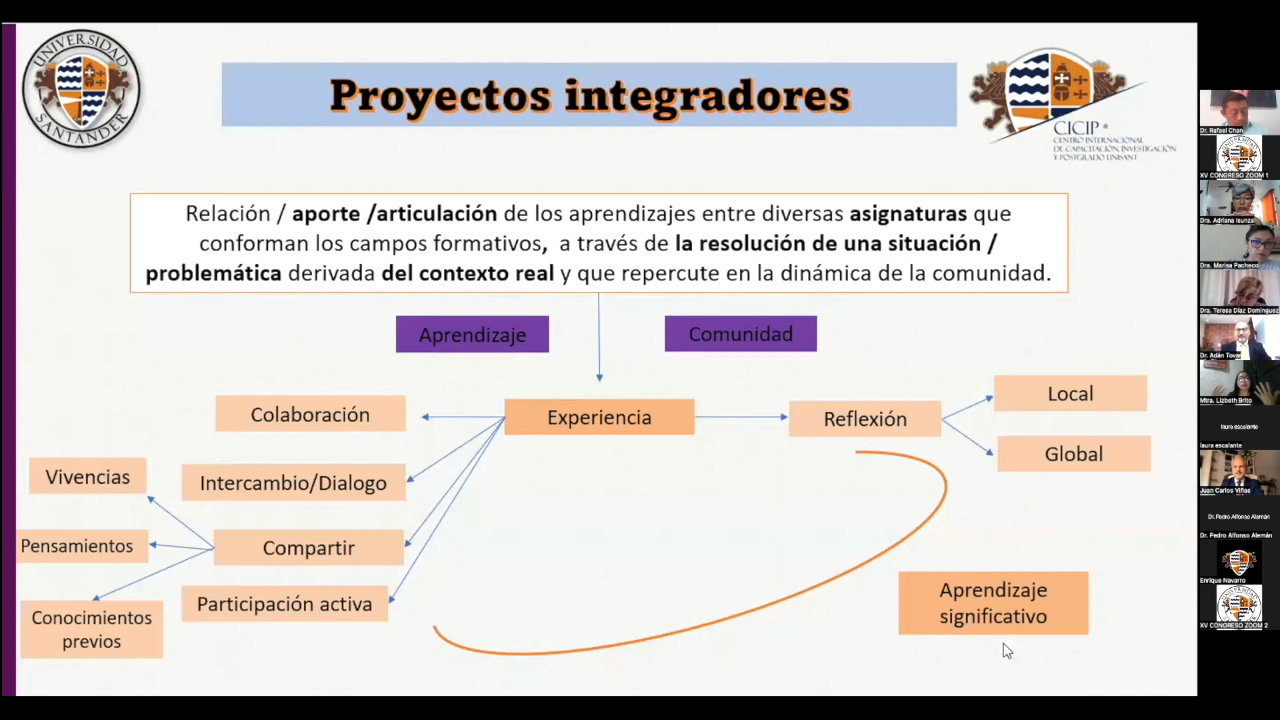 UNIVERSIDAD
SANTANDER
Proyectos integradores
CICIP ®
CENTRO INTERNACIONAL
DE CAPACITACIÓN, INVESTIGACIÓN
Y POSTGRADO UNISANT
Relación / aporte /articulación de los aprendizajes entre diversas asignaturas que
conforman los campos formativos, a través de la resolución de una situación /
problemática derivada del contexto real y que repercute en la dinámica de la comunidad.
Aprendizaje
Comunidad
Colaboración
Experiencia
Reflexión
Local
Global
Vivencias
Intercambio/Dialogo
Pensamientos
Compartir
Conocimientos
previos
Participación activa
Aprendizaje
significativo
Dr. Rafael Chan
XV CONGRESO ZOOM 1
Dra. Adriana Isunza
Dra. Marisa Pacheco
Dra. Teresa Díaz Domínguez
Dr. Adán Tovar
Mtra. Lizbeth Brito
laura escalante
laura escalante
Juan Carlos Viñas
Dr. Pedro Alfonso Alemán
Dr. Pedro Alfonso Alemán
Enrique Navarro
XV CONGRESO ZOOM 2